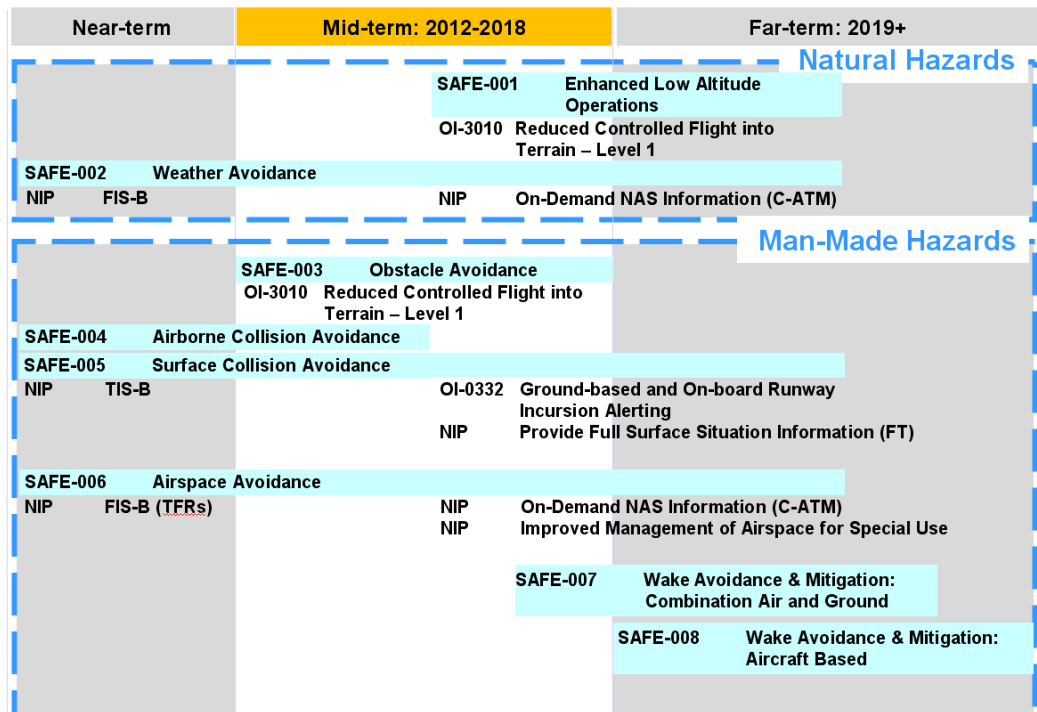 Near-term Mid-term: 2012-2018 Far-term: 2019+
Natural Hazards
SAFE-001 Enhanced Low Altitude
Operations
OI-3010 Reduced Controlled Flight into
Terrain – Level 1
SAFE-002 Weather Avoidance
NIP FIS-B NIP On-Demand NAS Information (C-ATM)
Man-Made Hazards
SAFE-003 Obstacle Avoidance
OI-3010 Reduced Controlled Flight into
Terrain – Level 1
SAFE-004 Airborne Collision Avoidance
SAFE-005 Surface Collision Avoidance
NIP TIS-B OI-0332 Ground-based and On-board Runway
Incursion Alerting
NIP Provide Full Surface Situation Information (FT)
SAFE-006 Airspace Avoidance
NIP FIS-B (TFRs) NIP On-Demand NAS Information (C-ATM)
NIP Improved Management of Airspace for Special Use
SAFE-007 Wake Avoidance & Mitigation:
Combination Air and Ground
SAFE-008 Wake Avoidance & Mitigation:
Aircraft Based